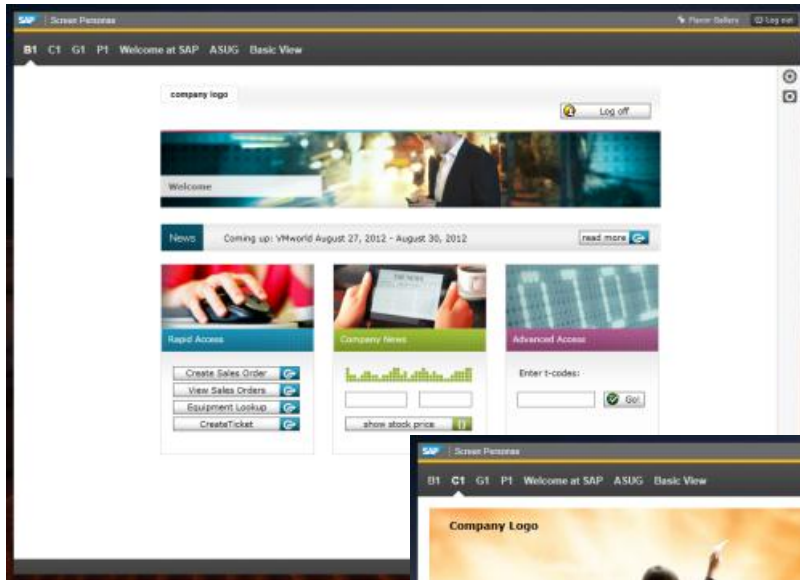 SAP Screen Personas
Flavor Gallery Log out
B1 C1 G1 P1 Welcome at SAP ASUG Basic View
company logo
Log off
Welcome
News Coming up: VMworld August 27, 2012 - August 30, 2012 read more
Rapid Access
Create Sales Order
View Sales Orders
Equipment Lookup
CreateTicket
Company News
show stock price
Advanced Access
Enter t-codes:
Go!
SAP Screen Personas
B1 C1 G1 P1 Welcome at SAP ASUG Basic View
Company Logo